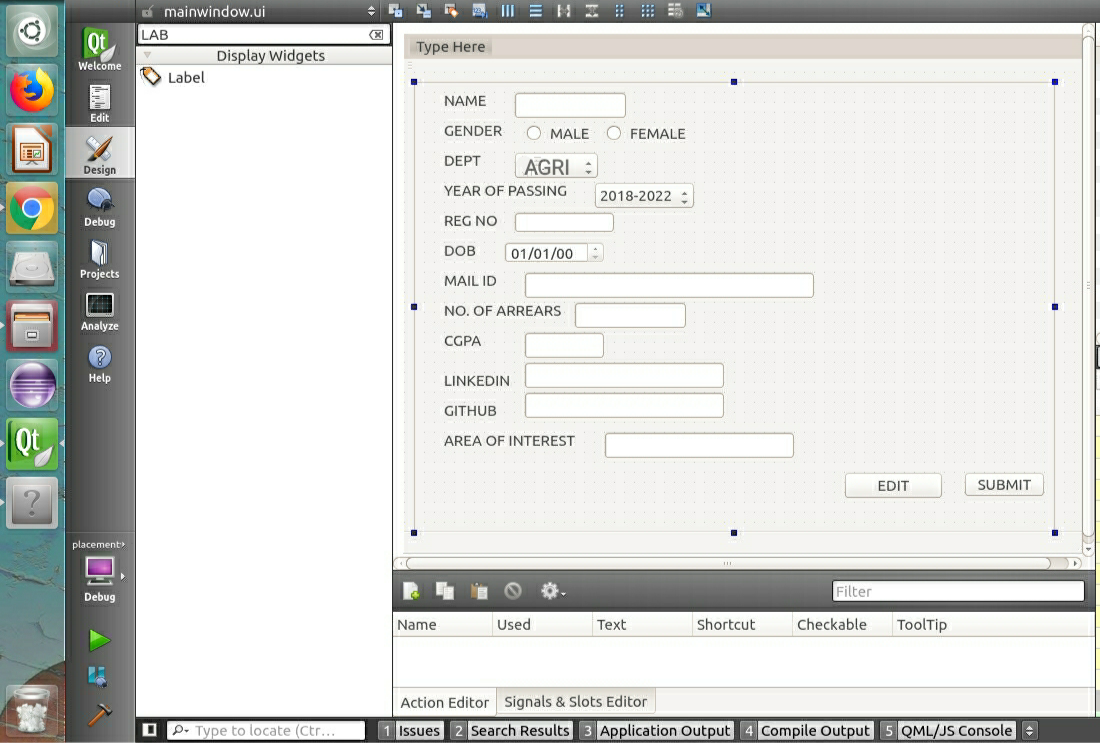 mainwindow.ui
Welcome
Edit
Design
Debug
Projects
Analyze
Help
placement
Debug
LAB
Display Widgets
Label
Type Here
NAME
GENDER MALE FEMALE
DEPT AGRI
YEAR OF PASSING 2018-2022
REG NO
DOB 01/01/00
MAIL ID
NO. OF ARREARS
CGPA
LINKEDIN
GITHUB
AREA OF INTEREST
EDIT SUBMIT
Filter
Name Used Text Shortcut Checkable ToolTip
Action Editor Signals & Slots Editor
Type to locate (Ctr... 1 Issues 2 Search Results 3 Application Output 4 Compile Output 5 QML/JS Console
Qt
Qt